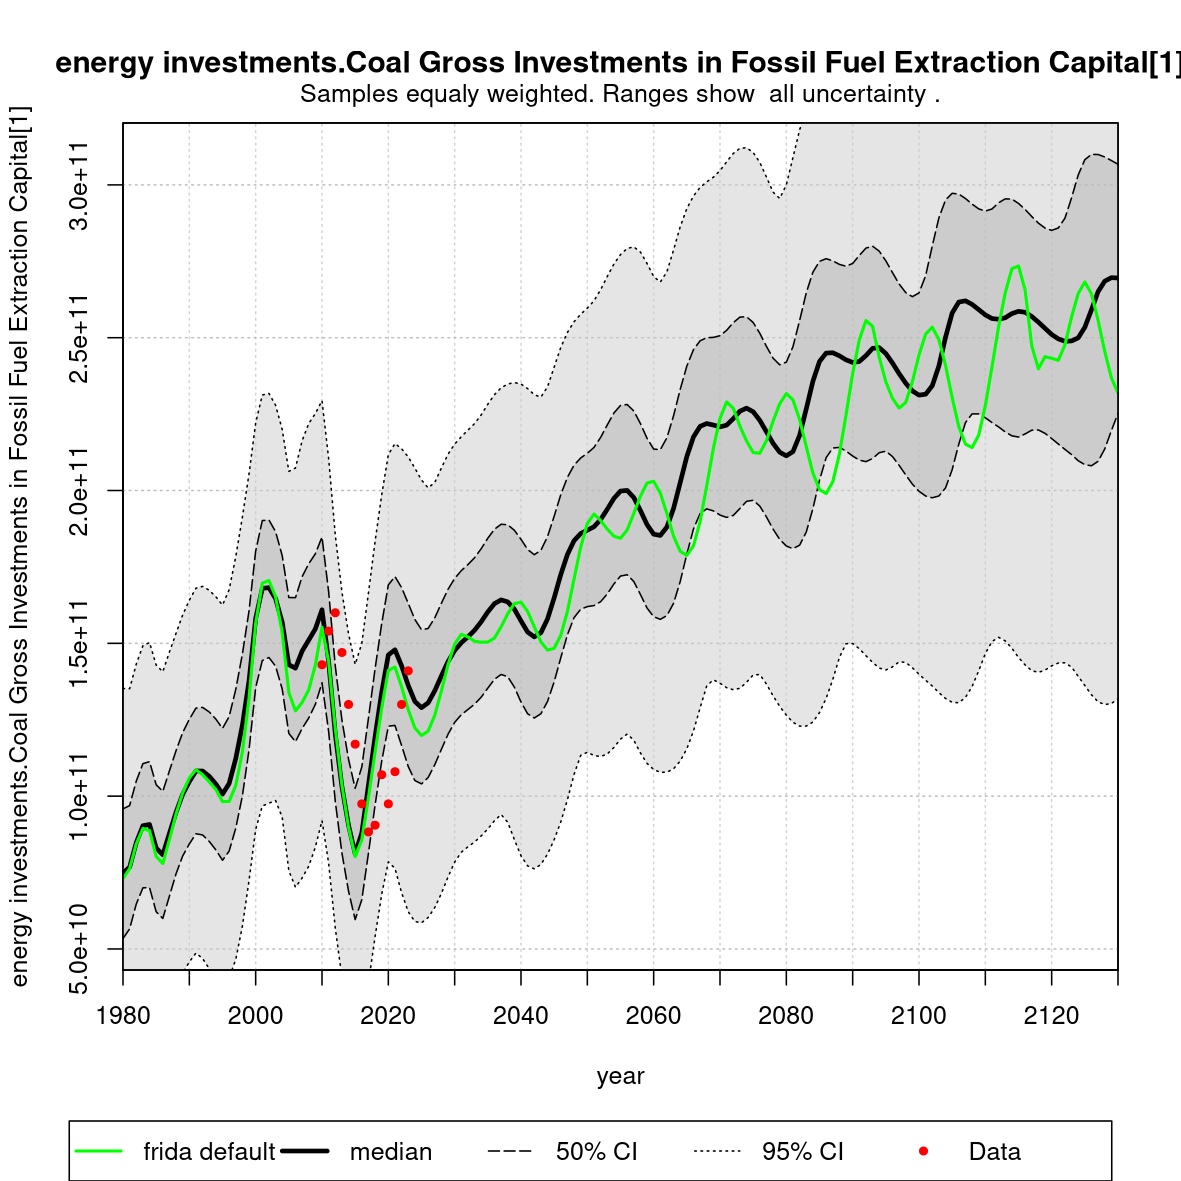 energy investments.Coal Gross Investments in Fossil Fuel Extraction Capital[1]
Samples equaly weighted. Ranges show  all uncertainty .
energy investments.Coal Gross Investments in Fossil Fuel Extraction Capital[1]
3.0e+11
2.5e+11
2.0e+11
1.5e+11
1.0e+11
5.0e+10
1980 2000 2020 2040 2060 2080 2100 2120
year
frida default median 50% CI 95% CI Data